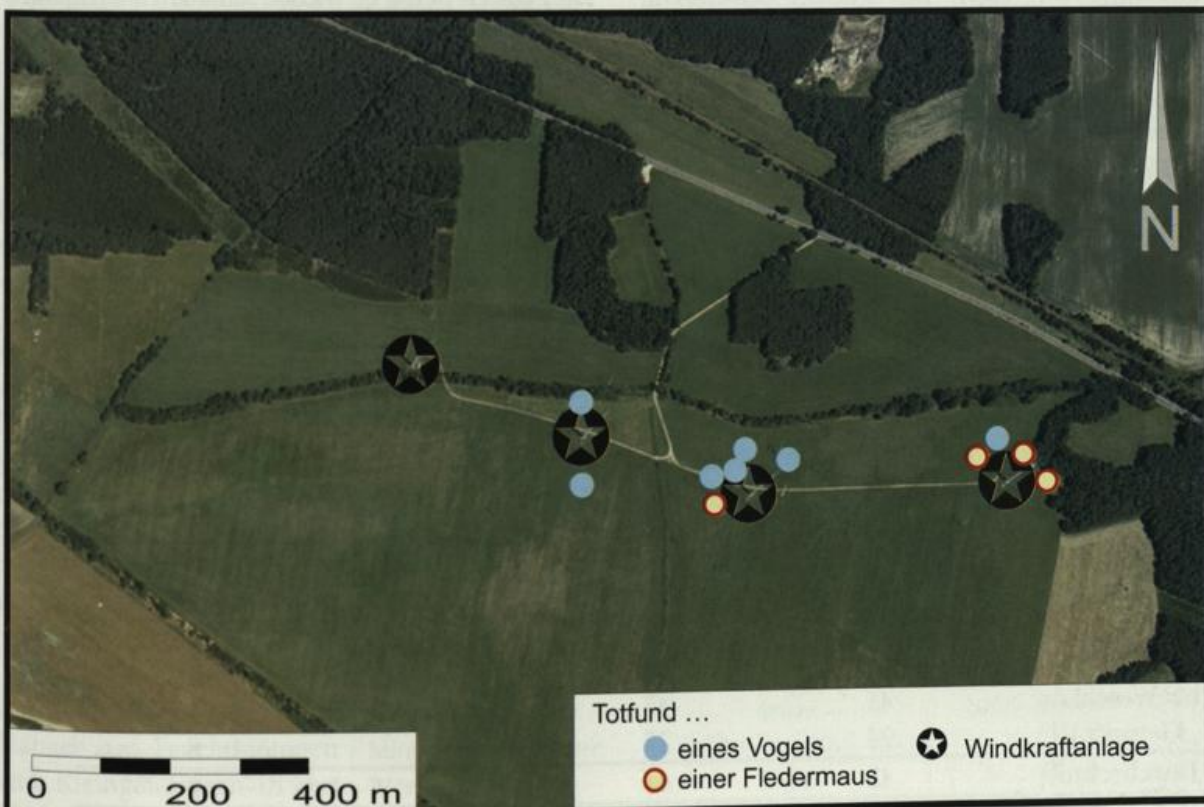 N
Totfund ...
eines Vogels
Windkraftanlage
einer Fledermaus
0 200 400 m